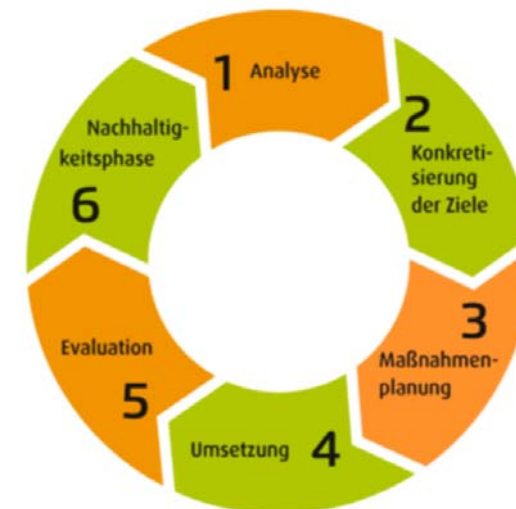 1 Analyse
2
Konkreti-
sierung
der Ziele
3
Maßnahmen-
planung
Umsetzung 4
Evaluation
5
Nachhaltig-
keitsphase
6